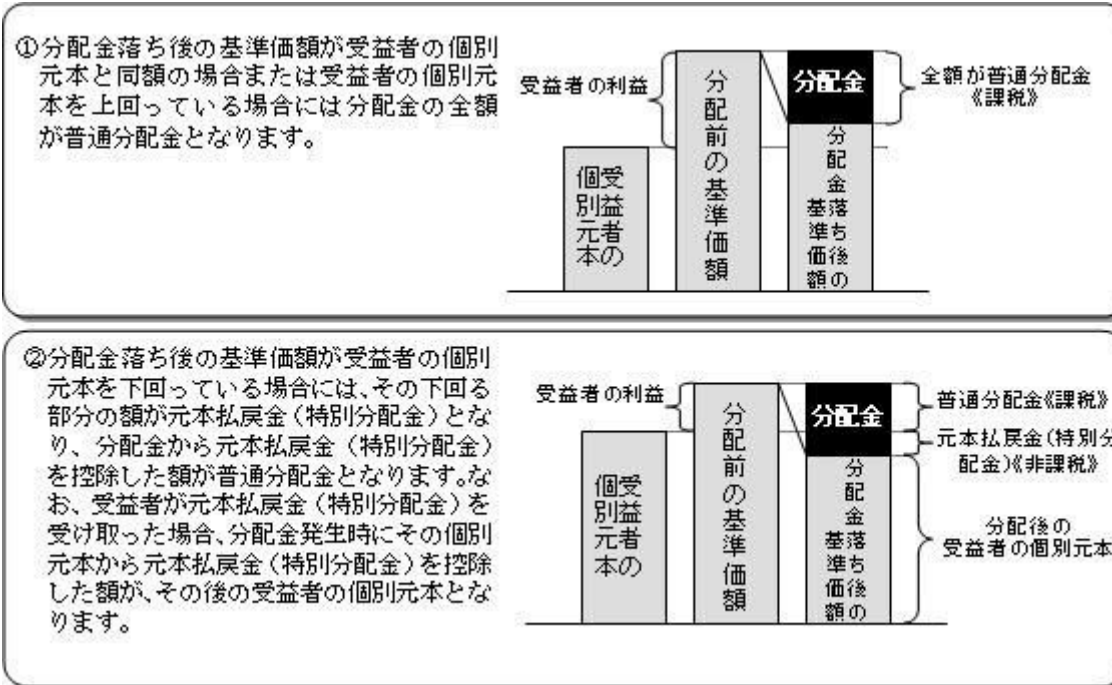 ①分配金落ち後の基準価額が受益者の個別
元本と同額の場合または受益者の個別元
本を上回っている場合には分配金の全額
が普通分配金となります。
受益者の利益
受益者の
個別元本
分配前の基準価額
分配金
分配金落ち後の
基準価額
全額が普通分配金
《課税》
②分配金落ち後の基準価額が受益者の個別
元本を下回っている場合には、その下回る
部分の額が元本払戻金(特別分配金)とな
り、分配金から元本払戻金(特別分配金)
を控除した額が普通分配金となります。な
お、受益者が元本払戻金(特別分配金)を
受け取った場合、分配金発生時にその個別
元本から元本払戻金(特別分配金)を控除
した額が、その後の受益者の個別元本とな
ります。
受益者の利益
受益者の
個別元本
分配前の基準価額
分配金
分配金落ち後の
基準価額
普通分配金《課税》
元本払戻金(特別分
配金)《非課税》
分配後の
受益者の個別元本